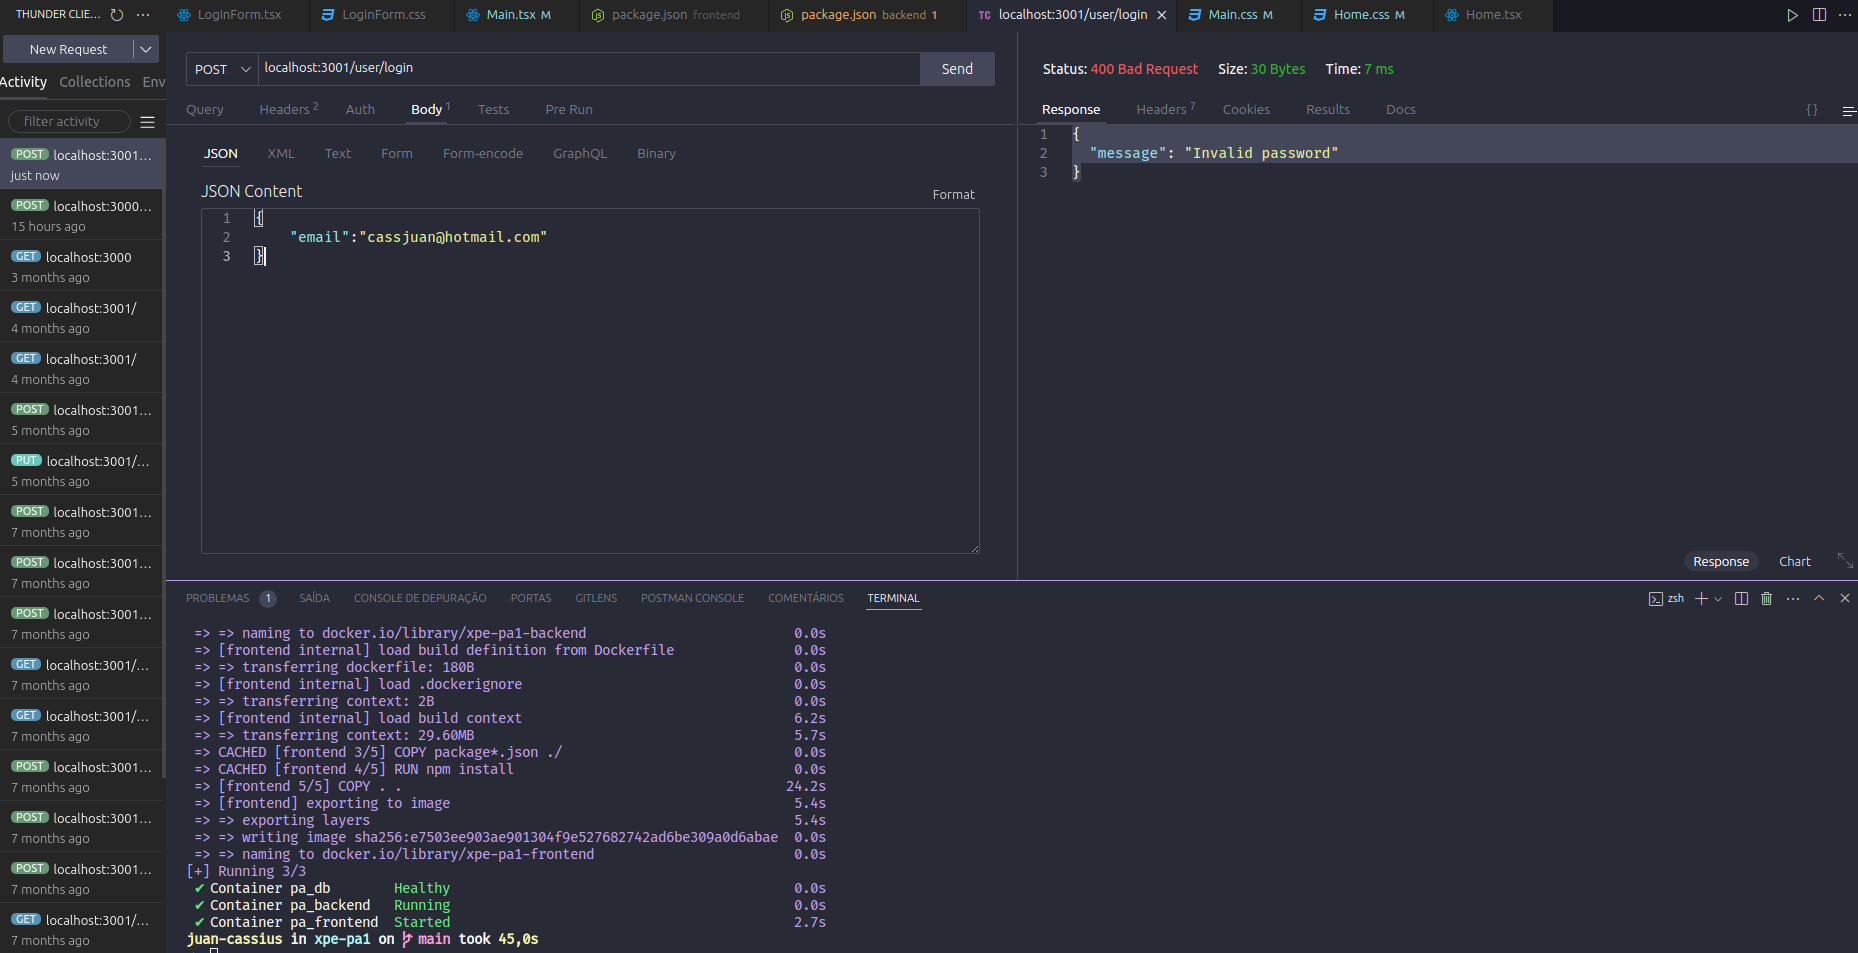 THUNDER CLIE...
LoginForm.tsx
LoginForm.css
Main.tsx M
package.json frontend
package.json backend 1
TC localhost:3001/user/login
Main.css M
Home.css M
Home.tsx
New Request
Activity Collections Env
filter activity
POST localhost:3001...
just now
POST localhost:3000...
15 hours ago
GET localhost:3000
3 months ago
GET localhost:3001/
4 months ago
GET localhost:3001/
4 months ago
POST localhost:3001...
5 months ago
PUT localhost:3001/...
5 months ago
POST localhost:3001...
7 months ago
POST localhost:3001...
7 months ago
POST localhost:3001...
7 months ago
GET localhost:3001/...
7 months ago
GET localhost:3001/...
7 months ago
POST localhost:3001...
7 months ago
POST localhost:3001...
7 months ago
POST localhost:3001...
7 months ago
GET localhost:3001/...
7 months ago
POST localhost:3001/user/login Send
Query Headers 2 Auth Body 1 Tests Pre Run
JSON XML Text Form Form-encode GraphQL Binary
JSON Content
Format
1 {
2 "email":"cassjuan@hotmail.com"
3 }
Status: 400 Bad Request Size: 30 Bytes Time: 7 ms
Response Headers 7 Cookies Results Docs {}
1 {
2 "message": "Invalid password"
3 }
Response Chart
PROBLEMAS 1 SAÍDA CONSOLE DE DEPURAÇÃO PORTAS GITLENS POSTMAN CONSOLE COMENTÁRIOS TERMINAL zsh
=> => naming to docker.io/library/xpe-pa1-backend 0.0s
=> [frontend internal] load build definition from Dockerfile 0.0s
=> => transferring dockerfile: 180B 0.0s
=> [frontend internal] load .dockerignore 0.0s
=> => transferring context: 2B 0.0s
=> [frontend internal] load build context 6.2s
=> => transferring context: 29.60MB 5.7s
=> CACHED [frontend 3/5] COPY package*.json ./ 0.0s
=> CACHED [frontend 4/5] RUN npm install 0.0s
=> [frontend 5/5] COPY . . 24.2s
=> [frontend] exporting to image 5.4s
=> => exporting layers 5.4s
=> => writing image sha256:e7503ee903ae901304f9e527682742ad6be309a0d6abae 0.0s
=> => naming to docker.io/library/xpe-pa1-frontend 0.0s
[+] Running 3/3
✔ Container pa_db Healthy 0.0s
✔ Container pa_backend Running 0.0s
✔ Container pa_frontend Started 2.7s
juan-cassius in xpe-pa1 on main took 45,0s